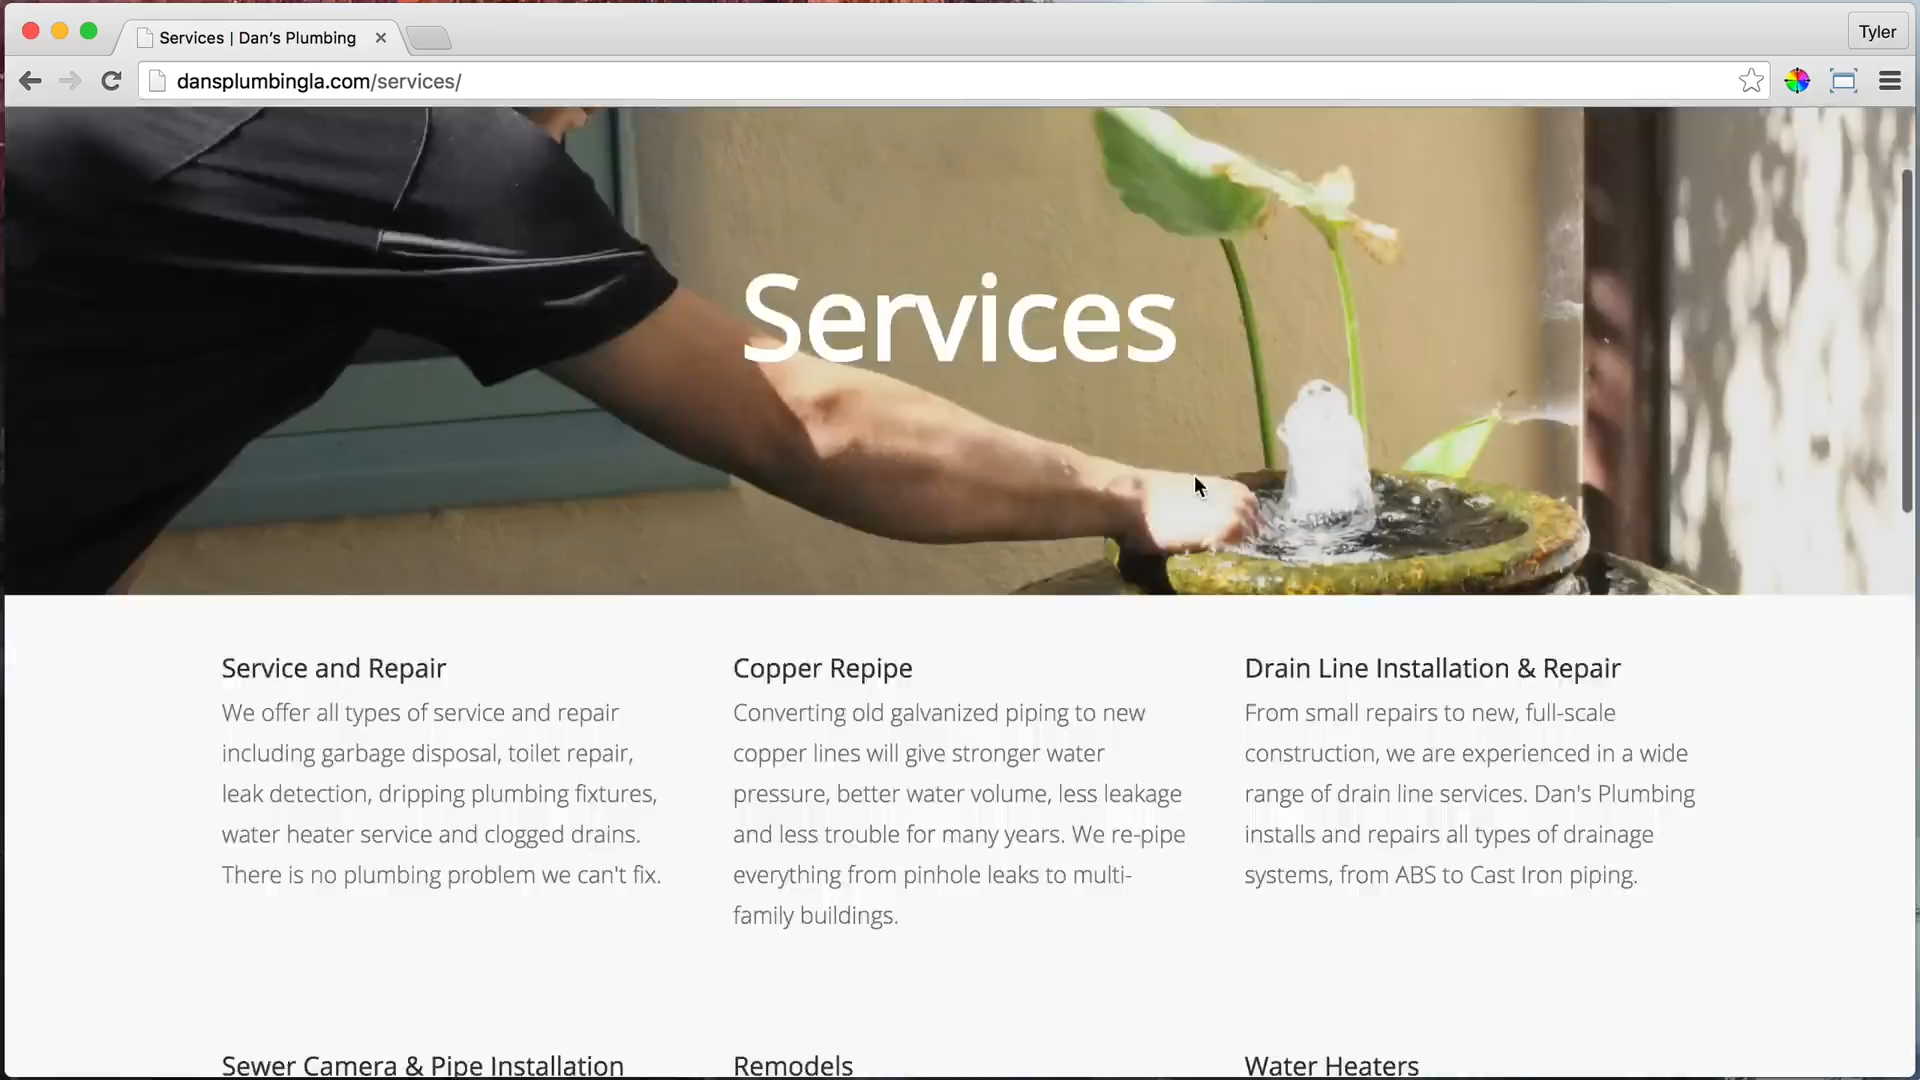 Services | Dan's Plumbing
Tyler
dansplumbingla.com/services/
Services
Service and Repair
We offer all types of service and repair
including garbage disposal, toilet repair,
leak detection, dripping plumbing fixtures,
water heater service and clogged drains.
There is no plumbing problem we can't fix.
Copper Repipe
Converting old galvanized piping to new
copper lines will give stronger water
pressure, better water volume, less leakage
and less trouble for many years. We re-pipe
everything from pinhole leaks to multi-
family buildings.
Drain Line Installation & Repair
From small repairs to new, full-scale
construction, we are experienced in a wide
range of drain line services. Dan's Plumbing
installs and repairs all types of drainage
systems, from ABS to Cast Iron piping.
Sewer Camera & Pipe Installation
Remodels
Water Heaters